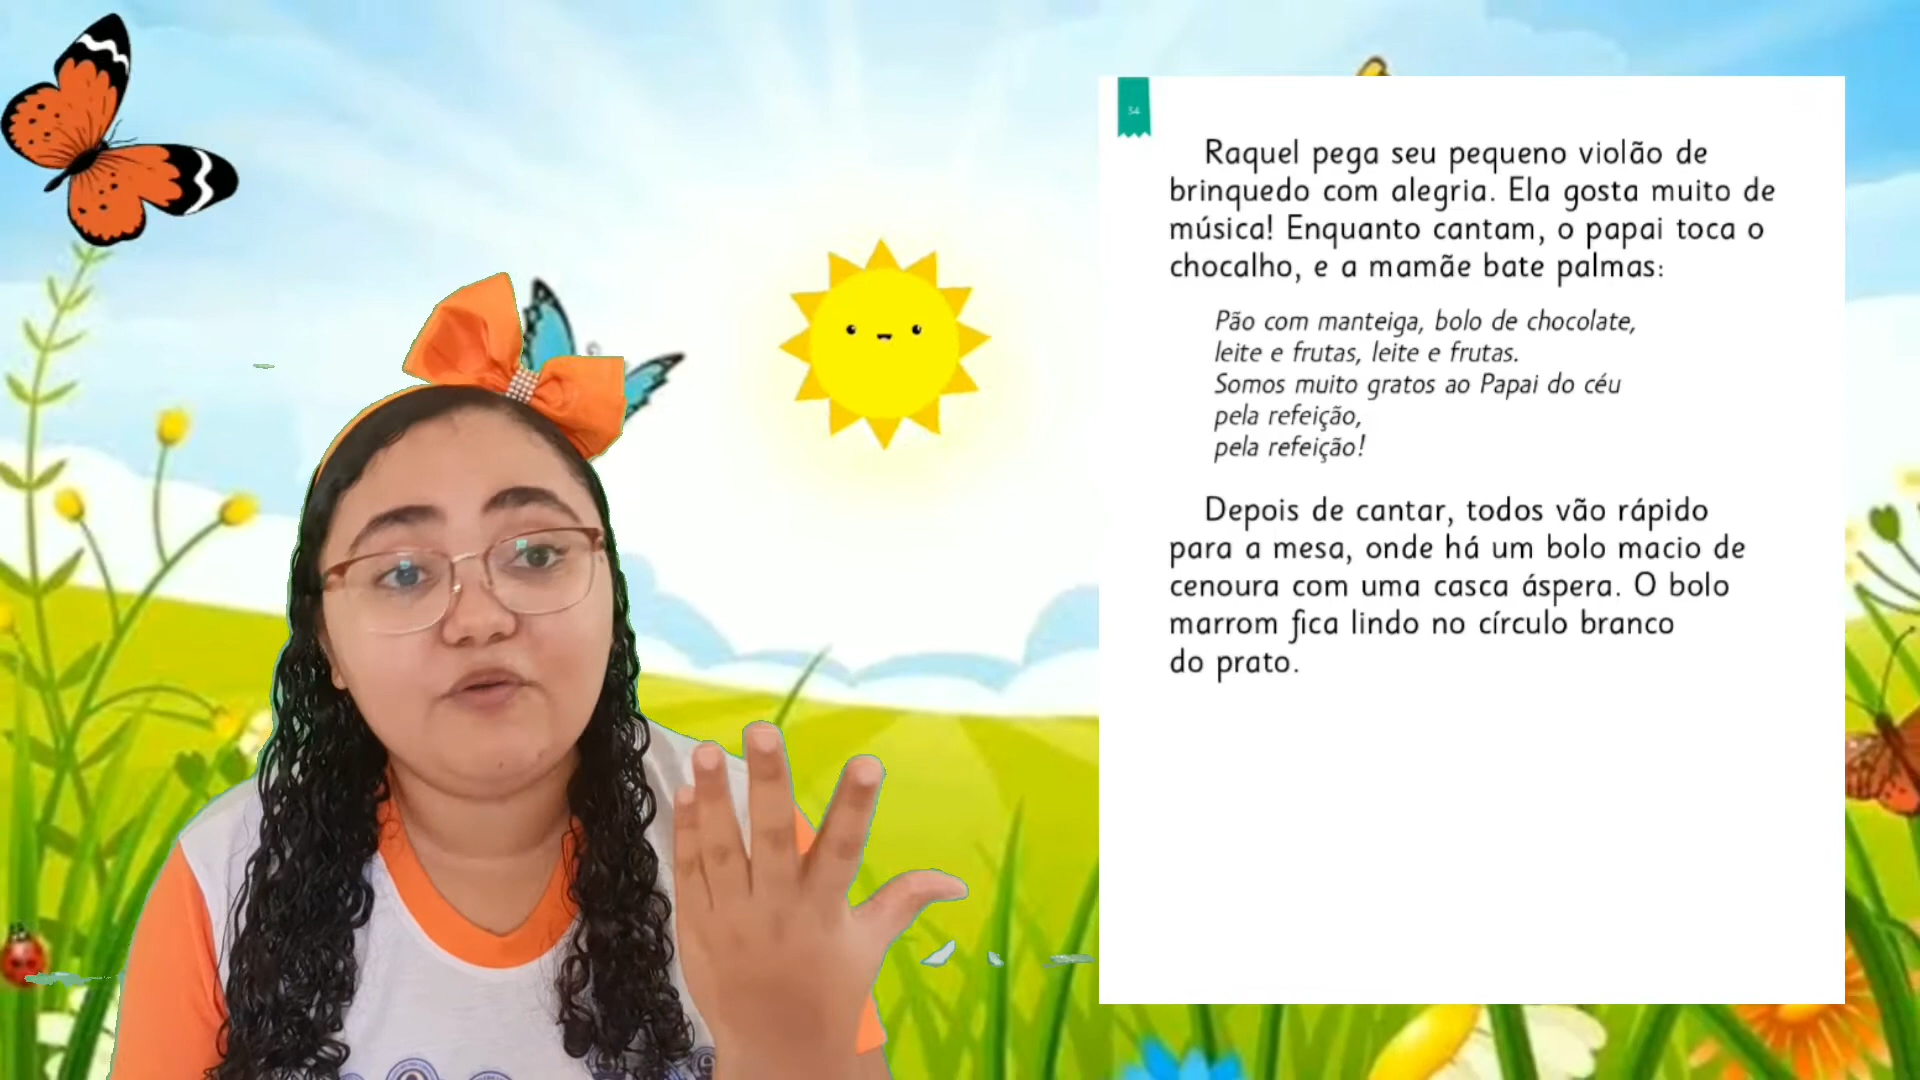 34
Raquel pega seu pequeno violão de
brinquedo com alegria. Ela gosta muito de
música! Enquanto cantam, o papai toca o
chocalho, e a mamãe bate palmas:
Pão com manteiga, bolo de chocolate,
leite e frutas, leite e frutas.
Somos muito gratos ao Papai do céu
pela refeição,
pela refeição!
Depois de cantar, todos vão rápido
para a mesa, onde há um bolo macio de
cenoura com uma casca áspera. O bolo
marrom fica lindo no círculo branco
do prato.